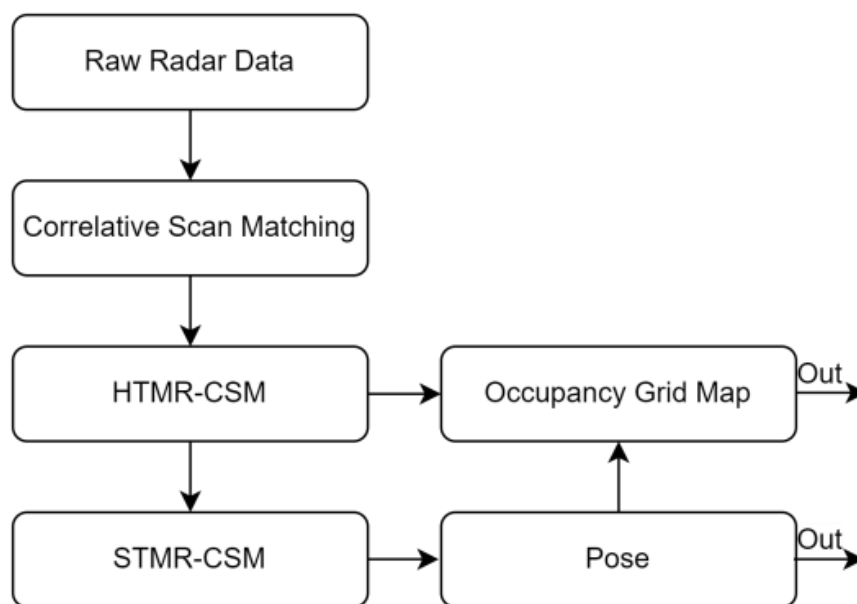 Raw Radar Data
Correlative Scan Matching
HTMR-CSM
Occupancy Grid Map
Out
STMR-CSM
Pose
Out